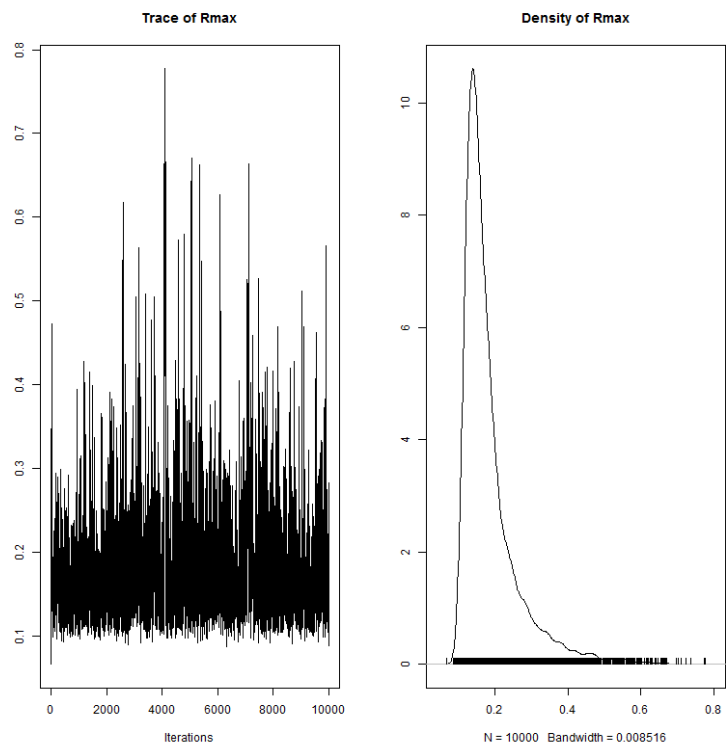 Trace of Rmax
0.8
0.7
0.6
0.5
0.4
0.3
0.2
0.1
0 2000 4000 6000 8000 10000
Iterations
Density of Rmax
10
8
6
4
2
0
0.2 0.4 0.6 0.8
N = 10000 Bandwidth = 0.008516